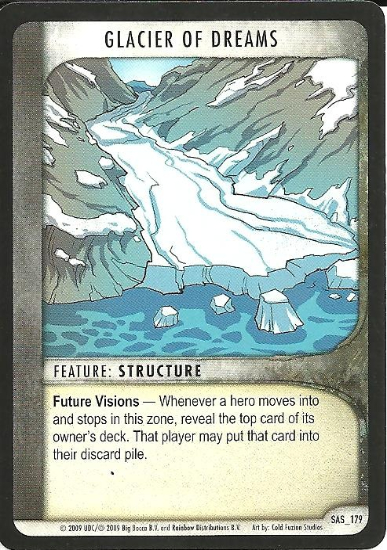 GLACIER OF DREAMS
FEATURE: STRUCTURE
Future Visions — Whenever a hero moves into
and stops in this zone, reveal the top card of its
owner's deck. That player may put that card into
their discard pile.
SAS_179
© 2009 UDC/© 2009 Big Bocca B.V. and Rainbow Distributions B.V. Art by: Cold Fuzion Studios